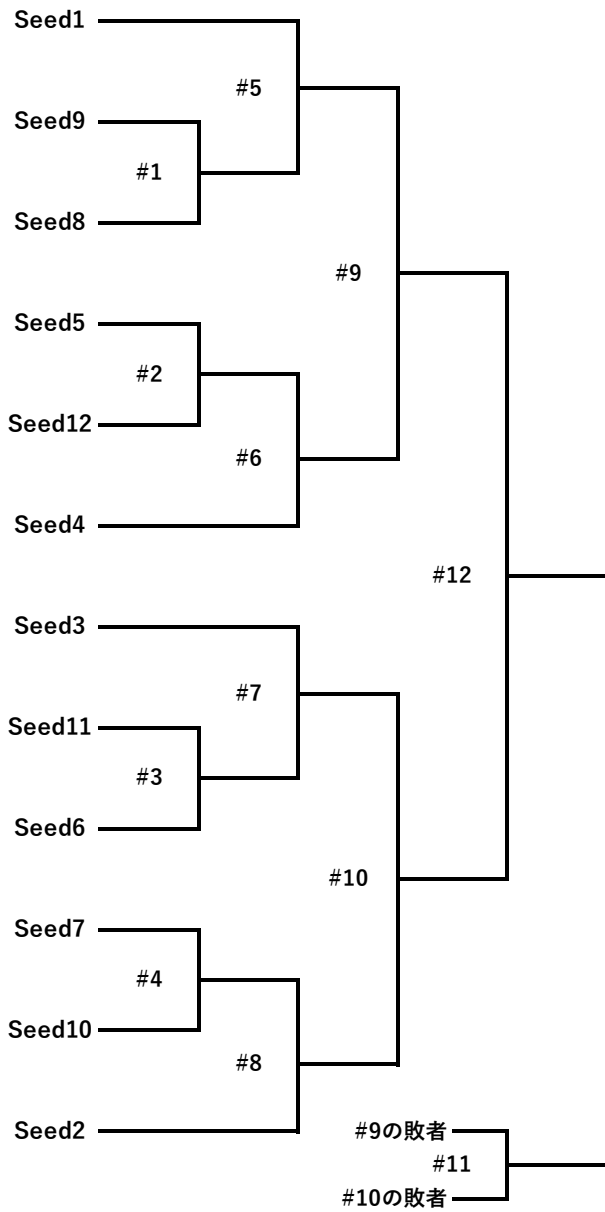 Seed1
#5
Seed9
#1
Seed8
#9
Seed5
#2
Seed12
#6
Seed4
#12
Seed3
#7
Seed11
#3
Seed6
#10
Seed7
#4
Seed10
#8
Seed2
#9の敗者
#11
#10の敗者